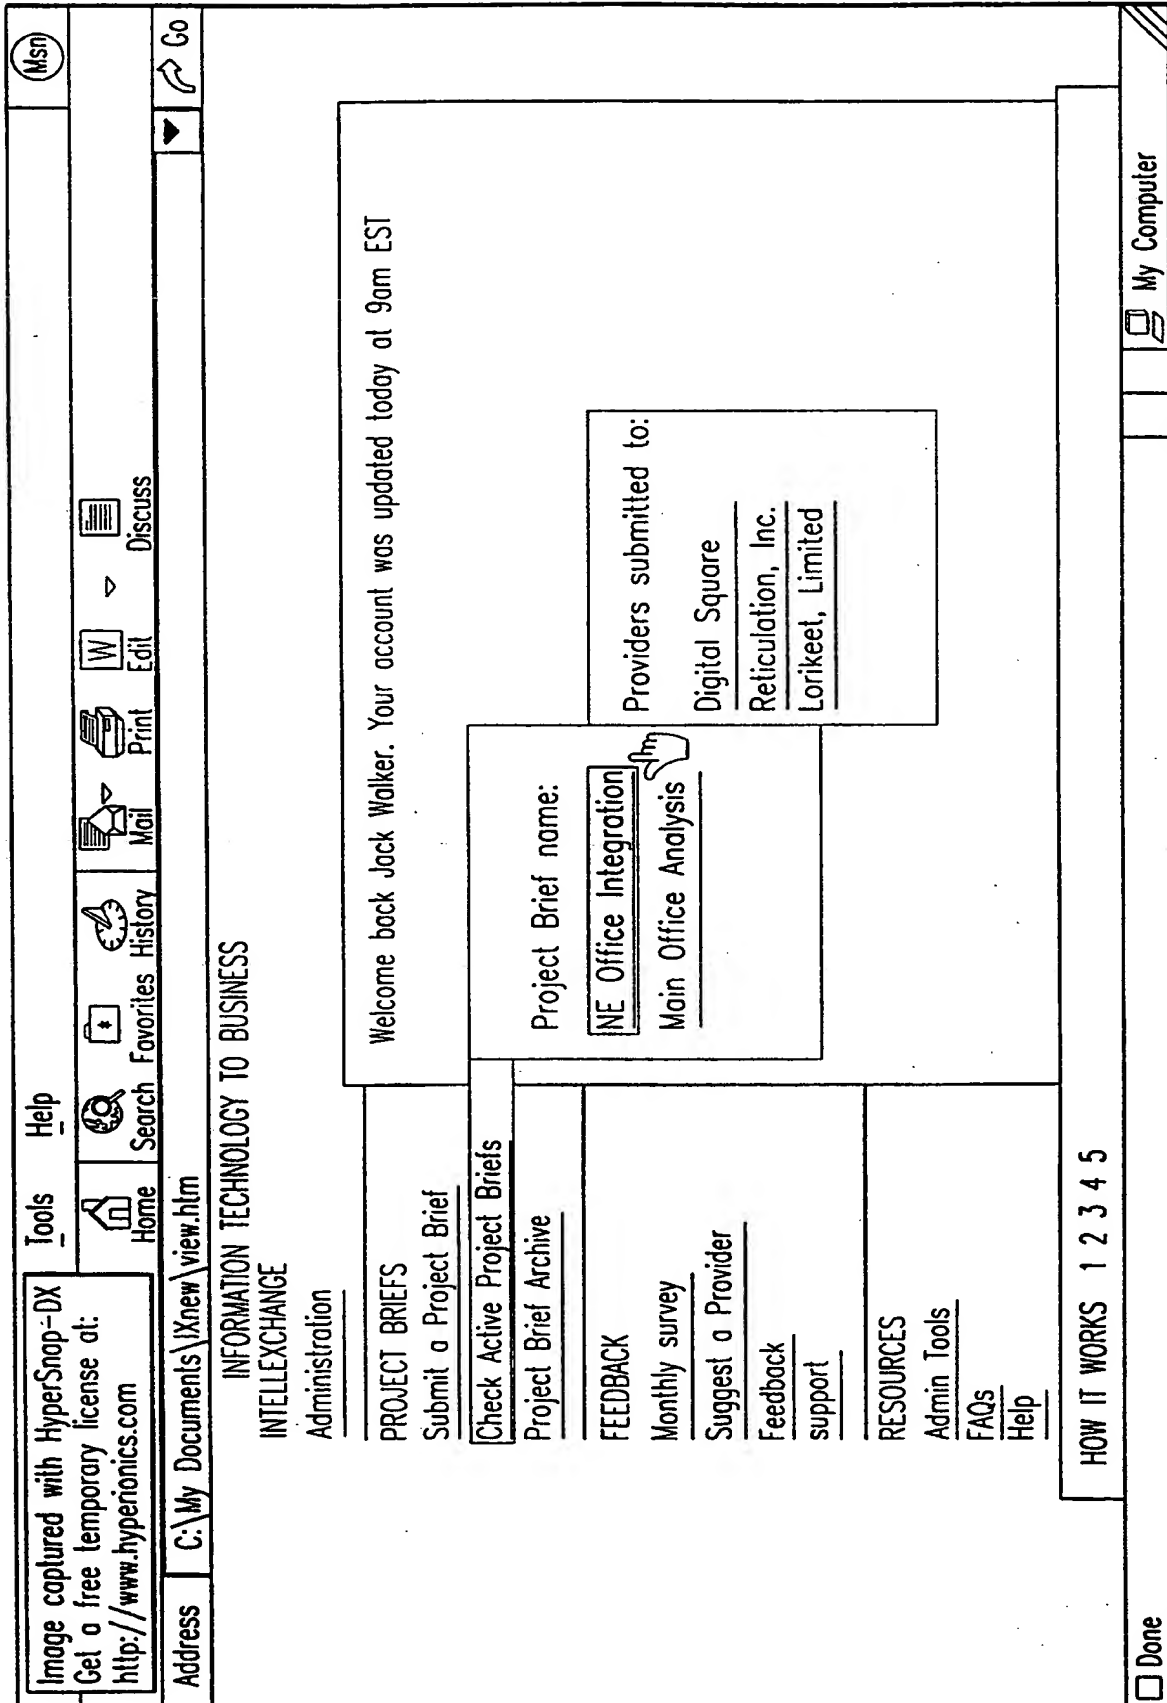 Image captured with HyperSnap-DX
Get a free temporary license at:
http://www.hyperionics.com
Tools Help
Msn
Home Search Favorites History Mail Print Edit Discuss
W
Address C:\My Documents\IXnew\view.htm Go
INFORMATION TECHNOLOGY TO BUSINESS
INTELLEXCHANGE
Administration
PROJECT BRIEFS
Submit a Project Brief
Check Active Project Briefs
Project Brief Archive
FEEDBACK
Monthly survey
Suggest a Provider
Feedback
support
RESOURCES
Admin Tools
FAQs
Help
Welcome back Jack Walker. Your account was updated today at 9am EST
Project Brief name:
NE Office Integration
Main Office Analysis
Providers submitted to:
Digital Square
Reticulation, Inc.
Lorikeet, Limited
HOW IT WORKS 1 2 3 4 5
Done
My Computer